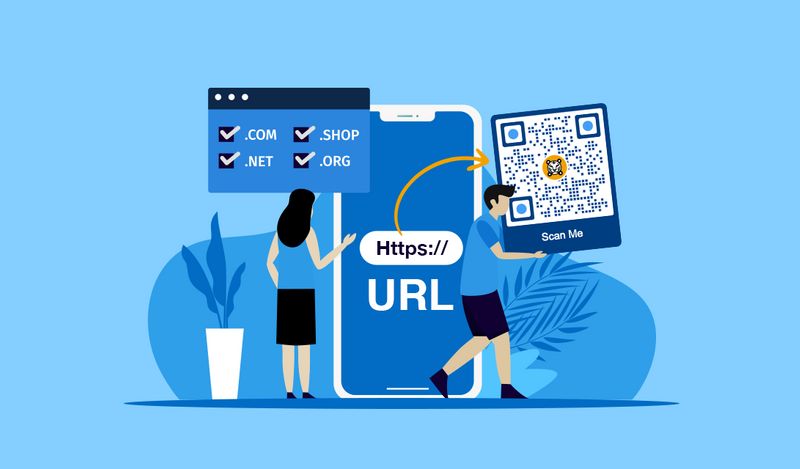 .COM
.SHOP
.NET
.ORG
Https://
URL
Scan Me